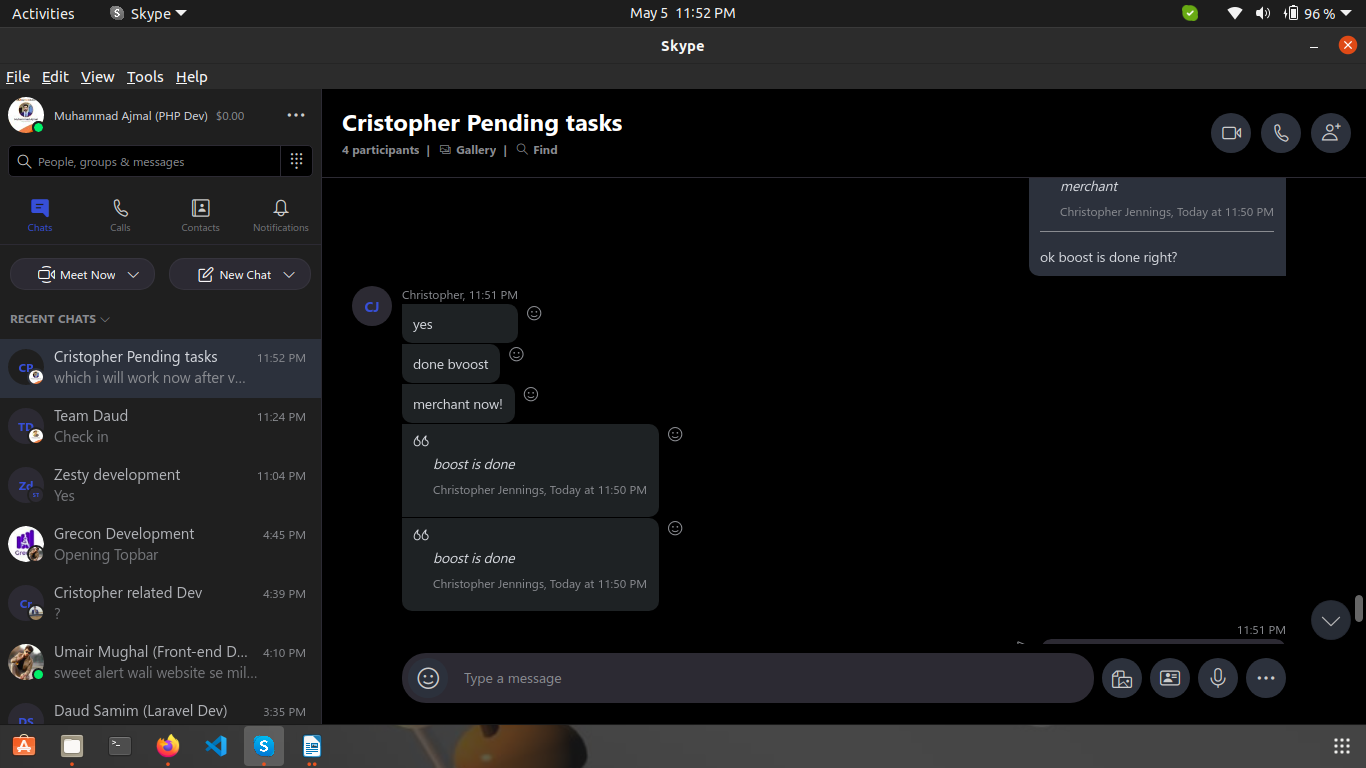 Activities Skype May 5 11:52 PM 96 %
Skype
File Edit View Tools Help
Muhammad Ajmal (PHP Dev) $0.00
People, groups & messages
Chats Calls Contacts Notifications
Meet Now New Chat
RECENT CHATS
CP Cristopher Pending tasks 11:52 PM
which i will work now after v...
TD Team Daud 11:24 PM
Check in
Zd Zesty development 11:04 PM
Yes
Grecon Development 4:45 PM
Opening Topbar
Cr Cristopher related Dev 4:39 PM
?
Umair Mughal (Front-end D... 4:10 PM
sweet alert wali website se mil...
DS Daud Samim (Laravel Dev) 3:35 PM
Cristopher Pending tasks
4 participants | Gallery | Find
merchant
Christopher Jennings, Today at 11:50 PM
ok boost is done right?
CJ
Christopher, 11:51 PM
yes
done bvoost
merchant now!
boost is done
Christopher Jennings, Today at 11:50 PM
boost is done
Christopher Jennings, Today at 11:50 PM
11:51 PM
Type a message